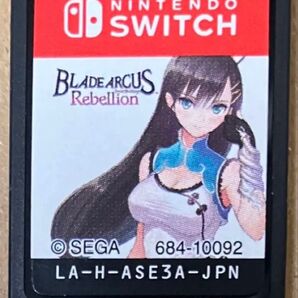 NINTENDO
SWITCH
BLADE ARCUS
Rebellion
© SEGA 684-10092
LA-H-ASE3A-JPN